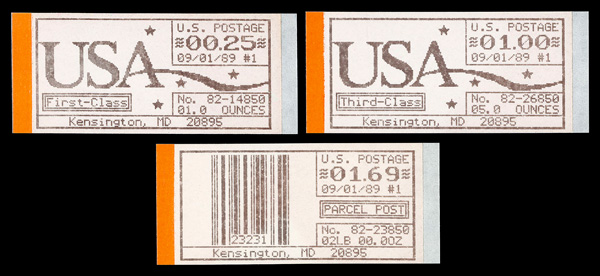 USA
U.S. POSTAGE
≈00.25≈
09/01/89 #1
First-Class
No. 82-14850
01.0 OUNCES
Kensington, MD 20895
USA
U.S. POSTAGE
≈01.00≈
09/01/89 #1
Third-Class
No. 82-26850
05.0 OUNCES
Kensington, MD 20895
23231
U.S. POSTAGE
≈01.69≈
09/01/89 #1
PARCEL POST
No. 82-23850
02LB 00.0OZ
Kensington, MD 20895